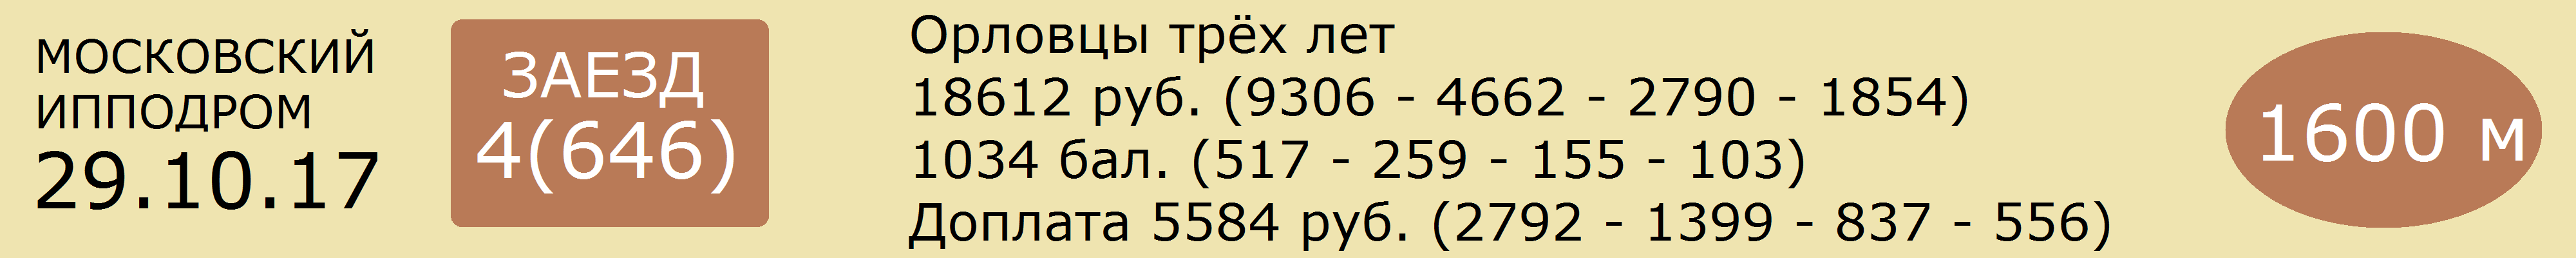 МОСКОВСКИЙ
ИППОДРОМ
29.10.17
ЗАЕЗД
4(646)
Орловцы трёх лет
18612 руб. (9306 - 4662 - 2790 - 1854)
1034 бал. (517 - 259 - 155 - 103)
Доплата 5584 руб. (2792 - 1399 - 837 - 556)
1600 м